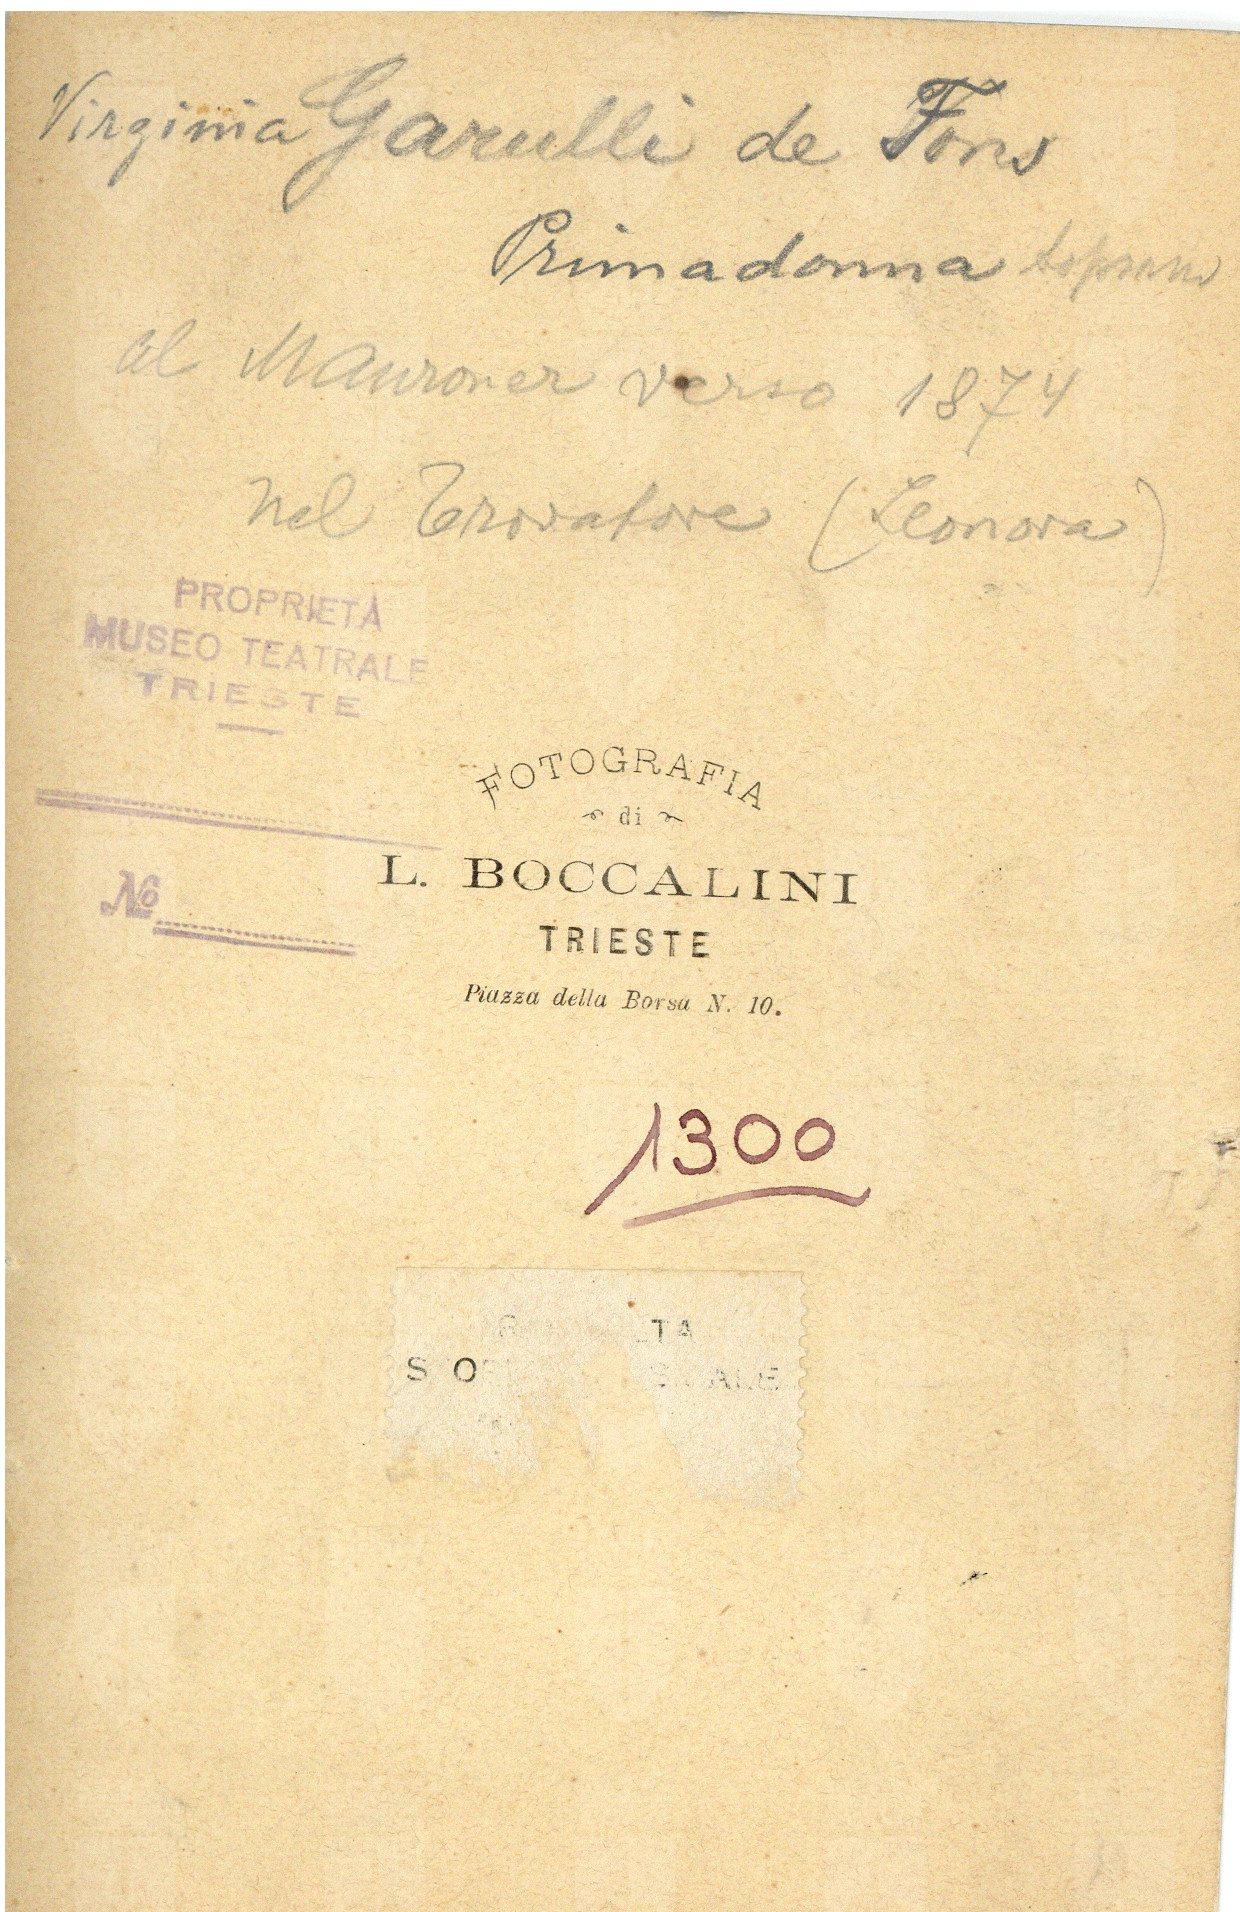 Virginia Garulli de Fons
Primadonna soprano
al Mauroner verso 1874
nel Trovatore (Leonora)
PROPRIETÀ
MUSEO TEATRALE
TRIESTE
FOTOGRAFIA
di
L. BOCCALINI
TRIESTE
Piazza della Borsa N. 10.
No
1300